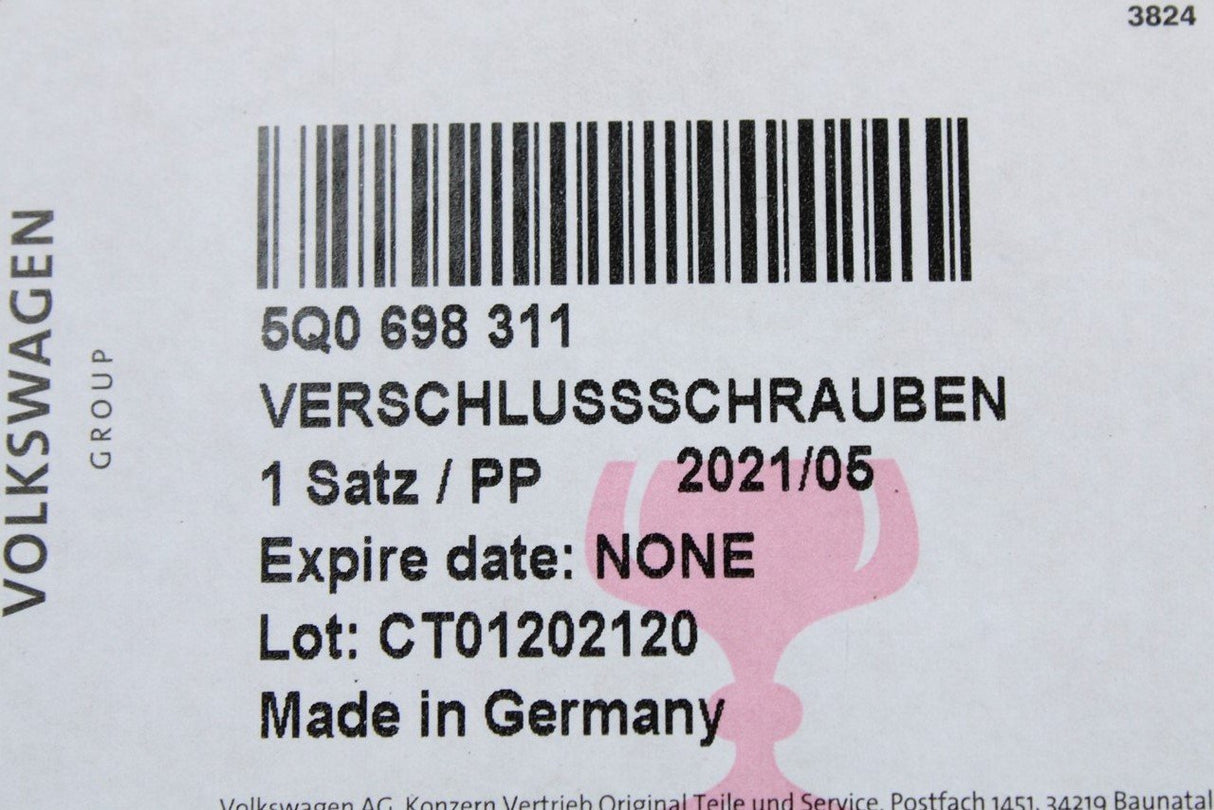 3824
VOLKSWAGEN
GROUP
5Q0 698 311
VERSCHLUSSSCHRAUBEN
1 Satz / PP 2021/05
Expire date: NONE
Lot: CT01202120
Made in Germany
Volkswagen AG, Konzern Vertrieb Original Teile und Service, Postfach 1451, 34219 Baunatal